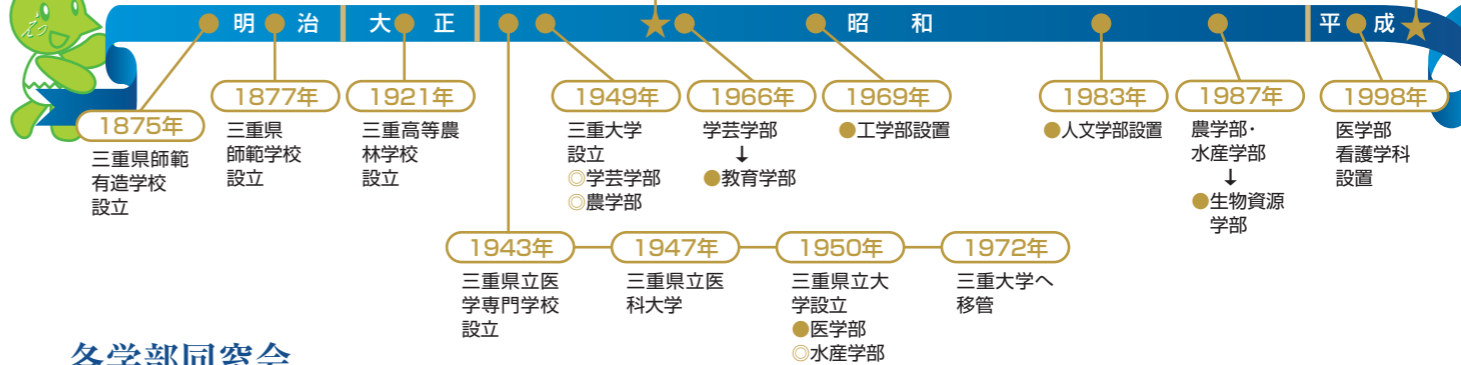 明 治
大 正
昭 和
平 成
1875年
三重県師範
有造学校
設立
1877年
三重県
師範学校
設立
1921年
三重高等農
林学校
設立
1949年
三重大学
設立
◎学芸学部
◎農学部
1966年
学芸学部
↓
●教育学部
1969年
●工学部設置
1983年
●人文学部設置
1987年
農学部・
水産学部
↓
●生物資源
学部
1998年
医学部
看護学科
設置
1943年
三重県立医
学専門学校
設立
1947年
三重県立医
科大学
1950年
三重県立大
学設立
●医学部
◎水産学部
1972年
三重大学へ
移管
各学部同窓会